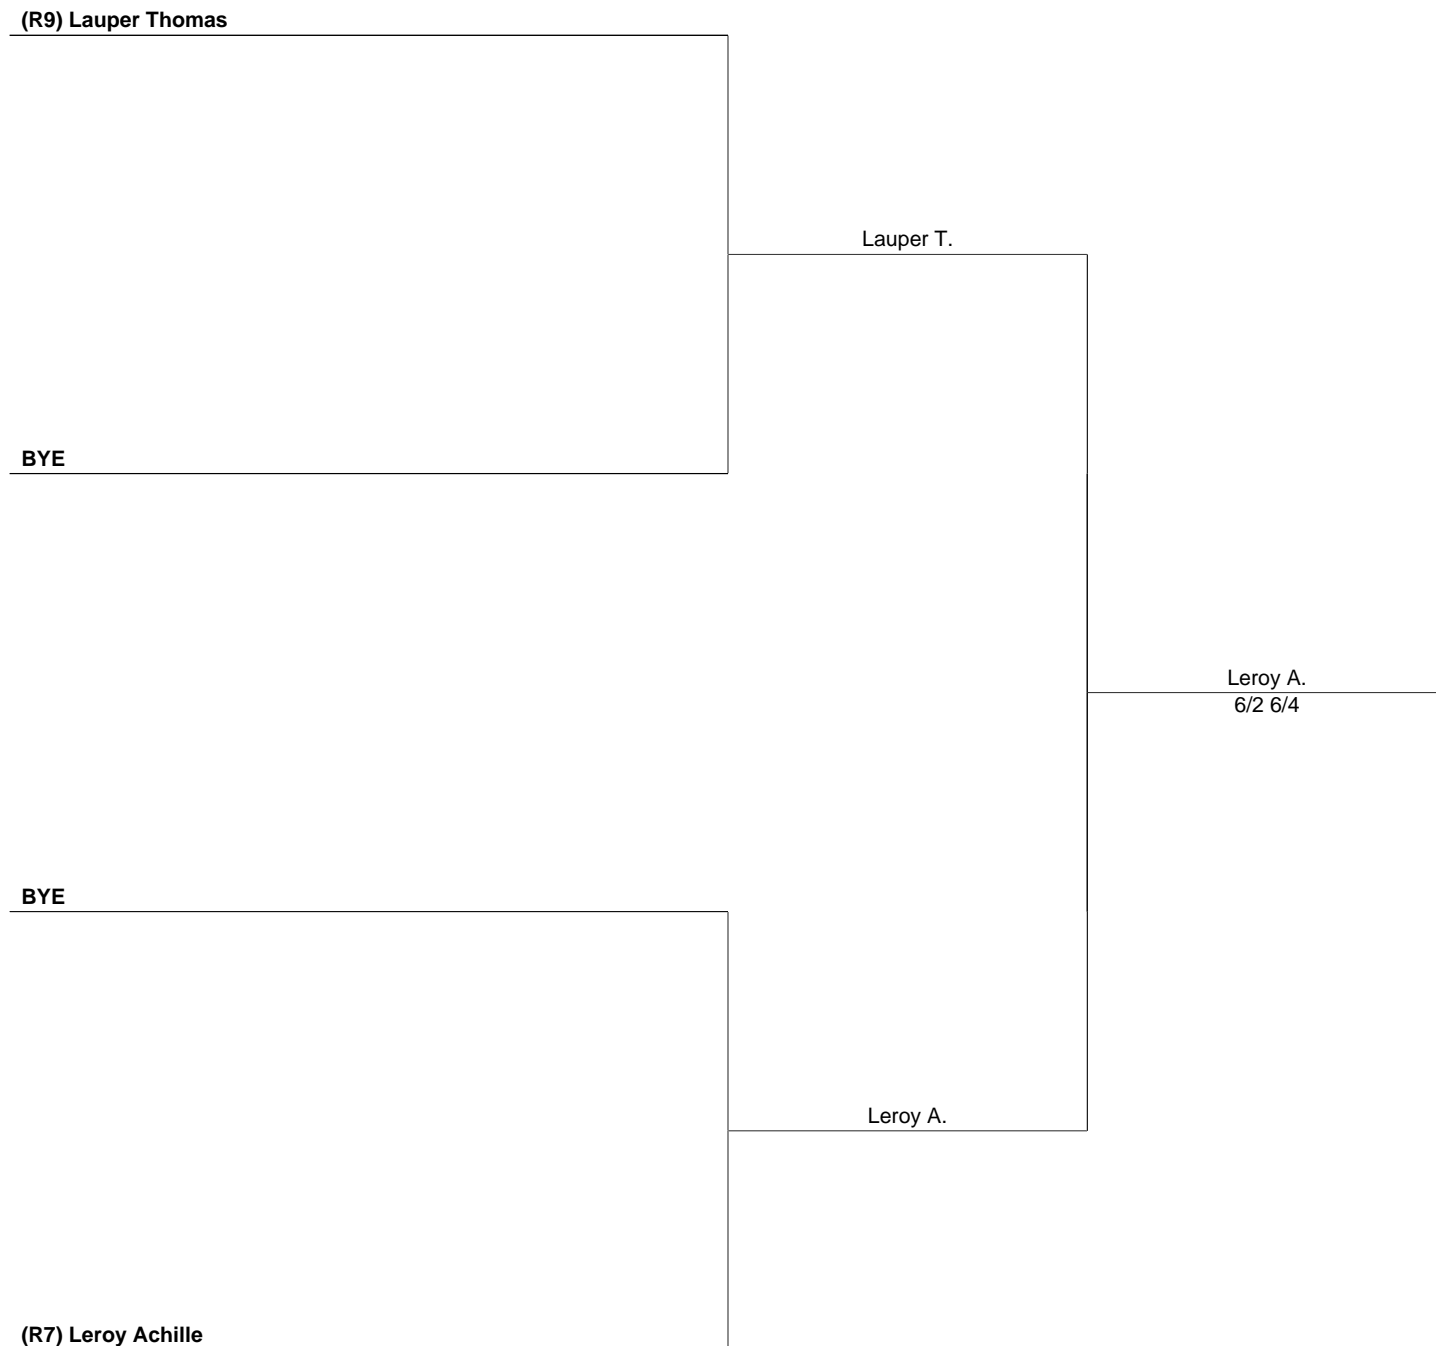 (R9) Lauper Thomas
Lauper T.
BYE
Leroy A.
6/2 6/4
BYE
Leroy A.
(R7) Leroy Achille